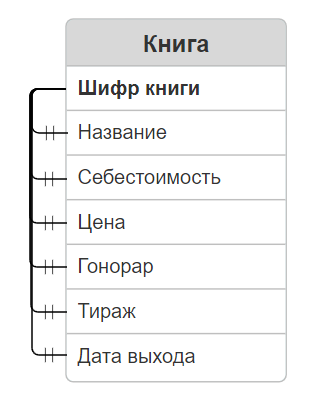 Книга
Шифр книги
Название
Себестоимость
Цена
Гонорар
Тираж
Дата выхода